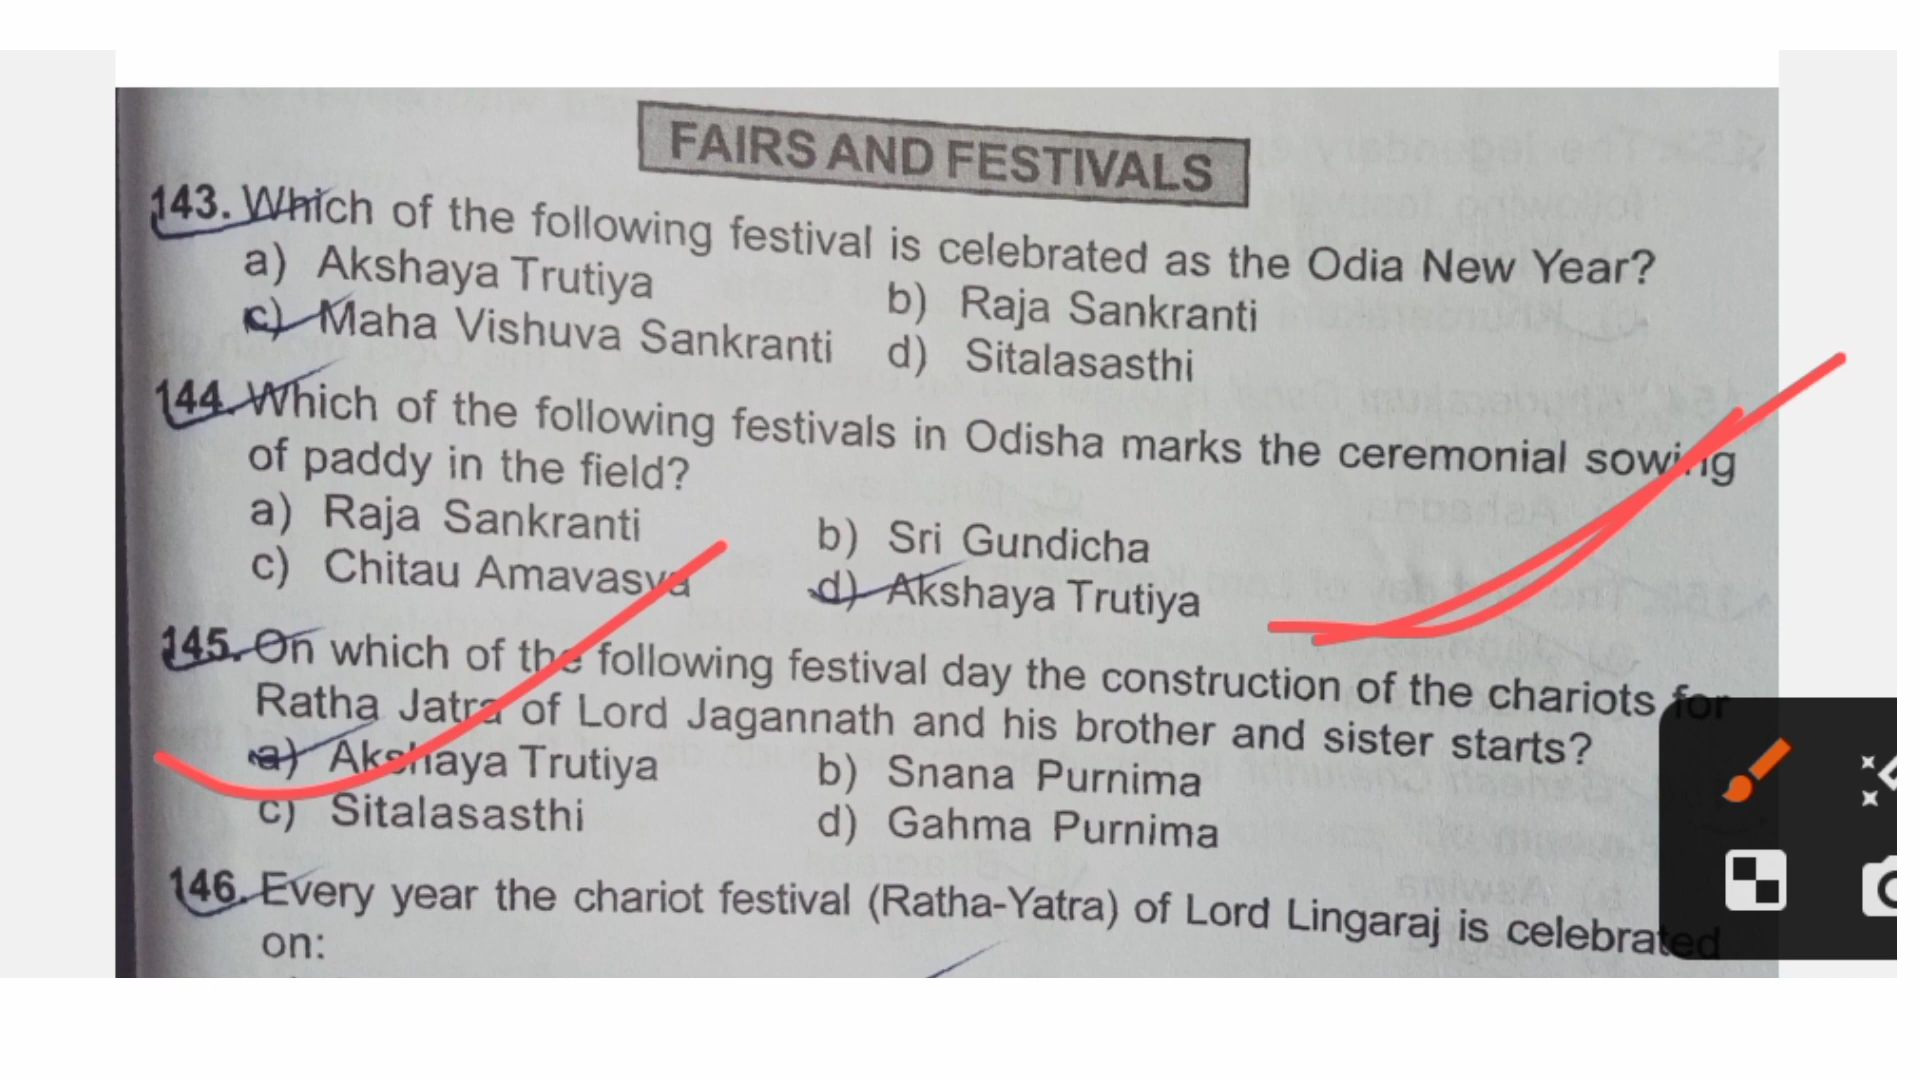 FAIRS AND FESTIVALS
143. Which of the following festival is celebrated as the Odia New Year?
a) Akshaya Trutiya
b) Raja Sankranti
c) Maha Vishuva Sankranti
d) Sitalasasthi
144. Which of the following festivals in Odisha marks the ceremonial sowing
of paddy in the field?
a) Raja Sankranti
b) Sri Gundicha
c) Chitau Amavasya
d) Akshaya Trutiya
145. On which of the following festival day the construction of the chariots for
Ratha Jatra of Lord Jagannath and his brother and sister starts?
a) Akshaya Trutiya
b) Snana Purnima
c) Sitalasasthi
d) Gahma Purnima
146. Every year the chariot festival (Ratha-Yatra) of Lord Lingaraj is celebrated
on: